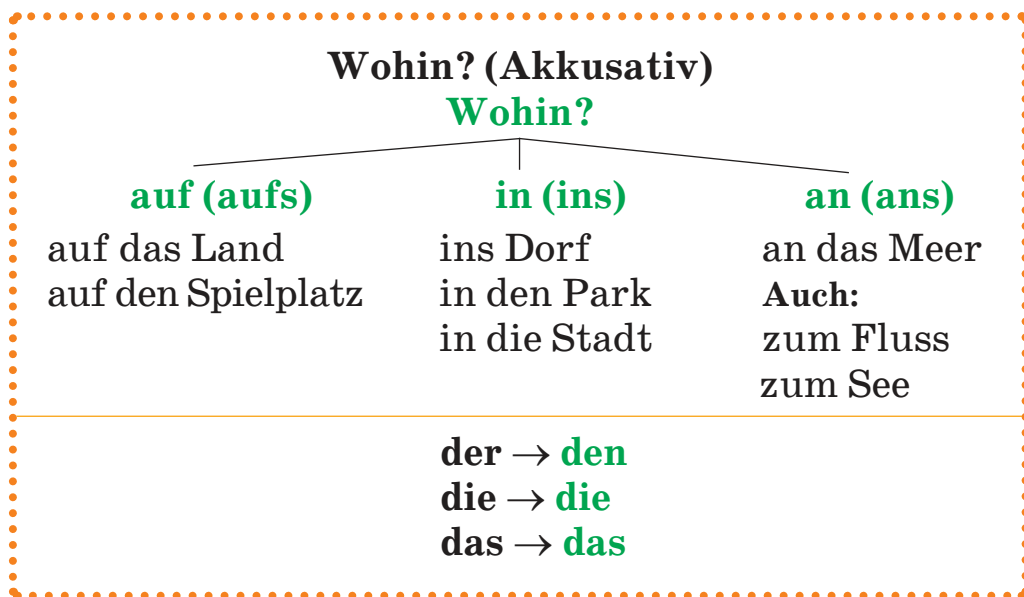 Wohin? (Akkusativ)
Wohin?
auf (aufs)
auf das Land
auf den Spielplatz
in (ins)
ins Dorf
in den Park
in die Stadt
an (ans)
an das Meer
Auch:
zum Fluss
zum See
der → den
die → die
das → das